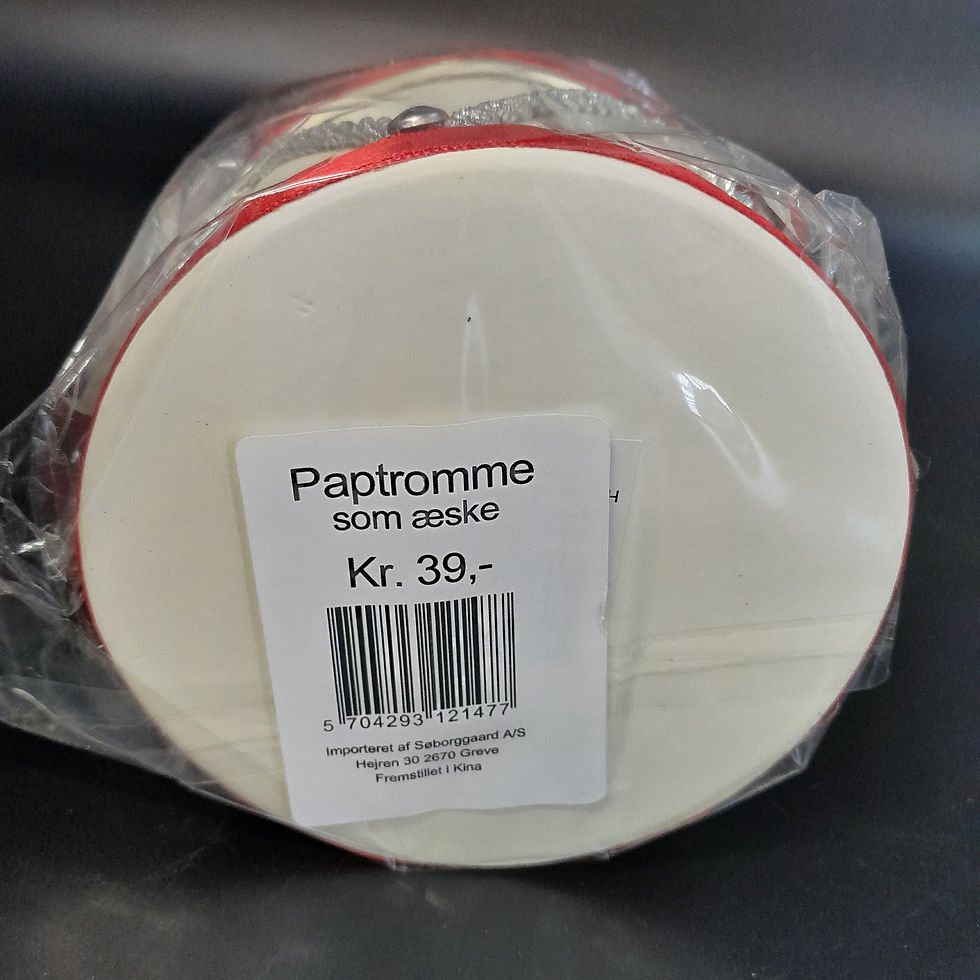 Paptromme
som æske
Kr. 39,-
5 704293 121477
Importeret af Søborggaard A/S
Hejren 30 2670 Greve
Fremstillet i Kina
H